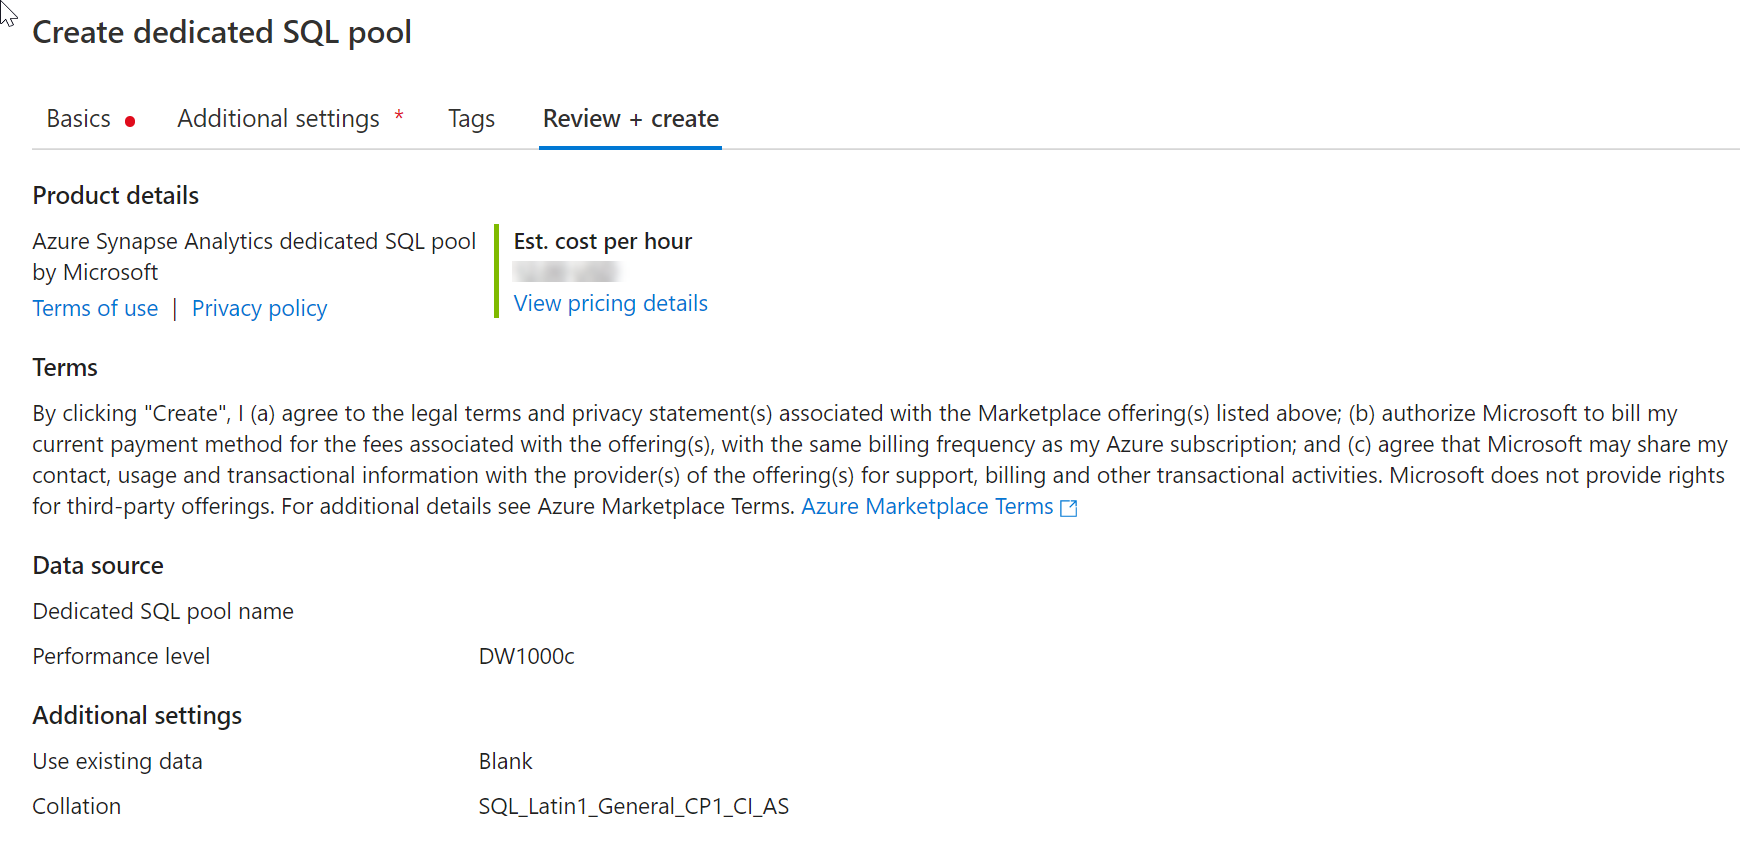 Create dedicated SQL pool
Basics
Additional settings *
Tags
Review + create
Product details
Azure Synapse Analytics dedicated SQL pool
by Microsoft
Terms of use | Privacy policy
Est. cost per hour
View pricing details
Terms
By clicking "Create", I (a) agree to the legal terms and privacy statement(s) associated with the Marketplace offering(s) listed above; (b) authorize Microsoft to bill my
current payment method for the fees associated with the offering(s), with the same billing frequency as my Azure subscription; and (c) agree that Microsoft may share my
contact, usage and transactional information with the provider(s) of the offering(s) for support, billing and other transactional activities. Microsoft does not provide rights
for third-party offerings. For additional details see Azure Marketplace Terms. Azure Marketplace Terms
Data source
Dedicated SQL pool name
Performance level DW1000c
Additional settings
Use existing data Blank
Collation SQL_Latin1_General_CP1_CI_AS